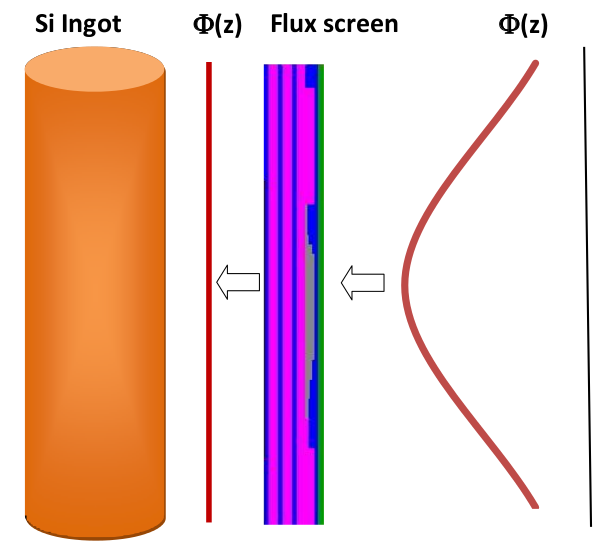 Si Ingot
Φ(z)
Flux screen
Φ(z)